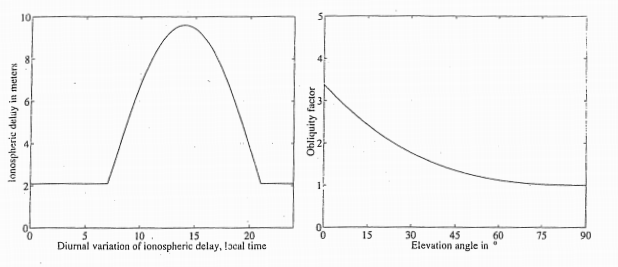 10
8
6
4
2
0
Ionospheric delay in meters
0 5 10 15 20
Diurnal variation of ionospheric delay, local time
5
4
3
2
1
0
Obliquity factor
0 15 30 45 60 75 90
Elevation angle in °